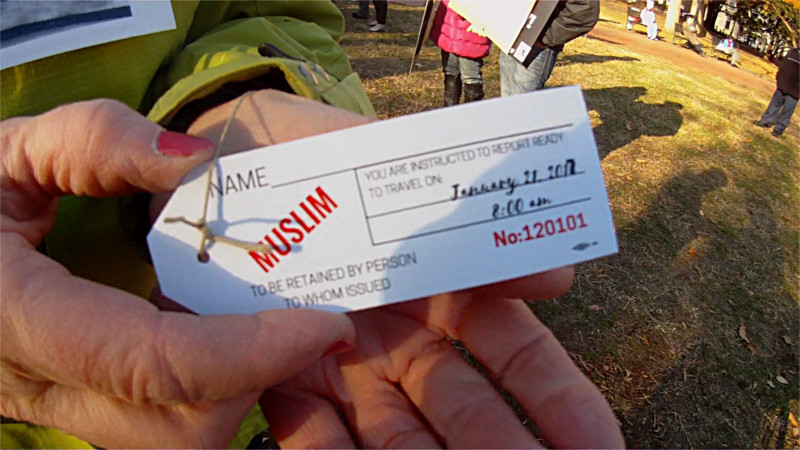 NAME
YOU ARE INSTRUCTED TO REPORT READY
TO TRAVEL ON: January 21, 2017
8:00 am
MUSLIM
No:120101
TO BE RETAINED BY PERSON
TO WHOM ISSUED